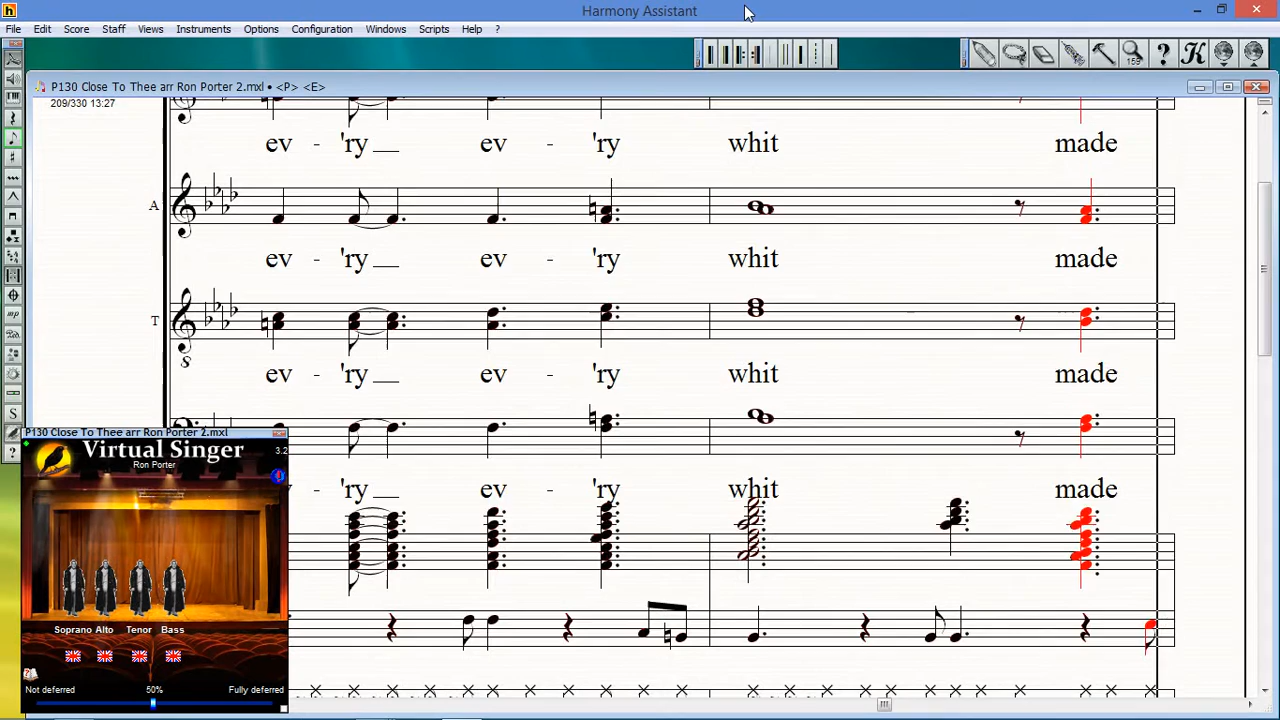 Harmony Assistant
File Edit Score Staff Views Instruments Options Configuration Windows Scripts Help ?
P130 Close To Thee arr Ron Porter 2.mxl • <P> <E>
209/330 13:27
ev - 'ry ev - 'ry whit made
A
ev - 'ry ev - 'ry whit made
T
8
ev - 'ry ev - 'ry whit made
P130 Close To Thee arr Ron Porter 2.mxl
Virtual Singer
3.2
Ron Porter
- 'ry ev - 'ry whit made
Soprano Alto Tenor Bass
Not deferred 50% Fully deferred